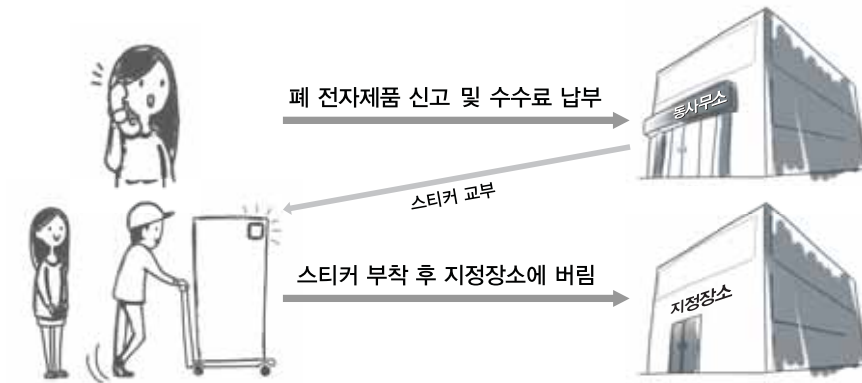 폐 전자제품 신고 및 수수료 납부
동사무소
스티커 교부
스티커 부착 후 지정장소에 버림
지정장소